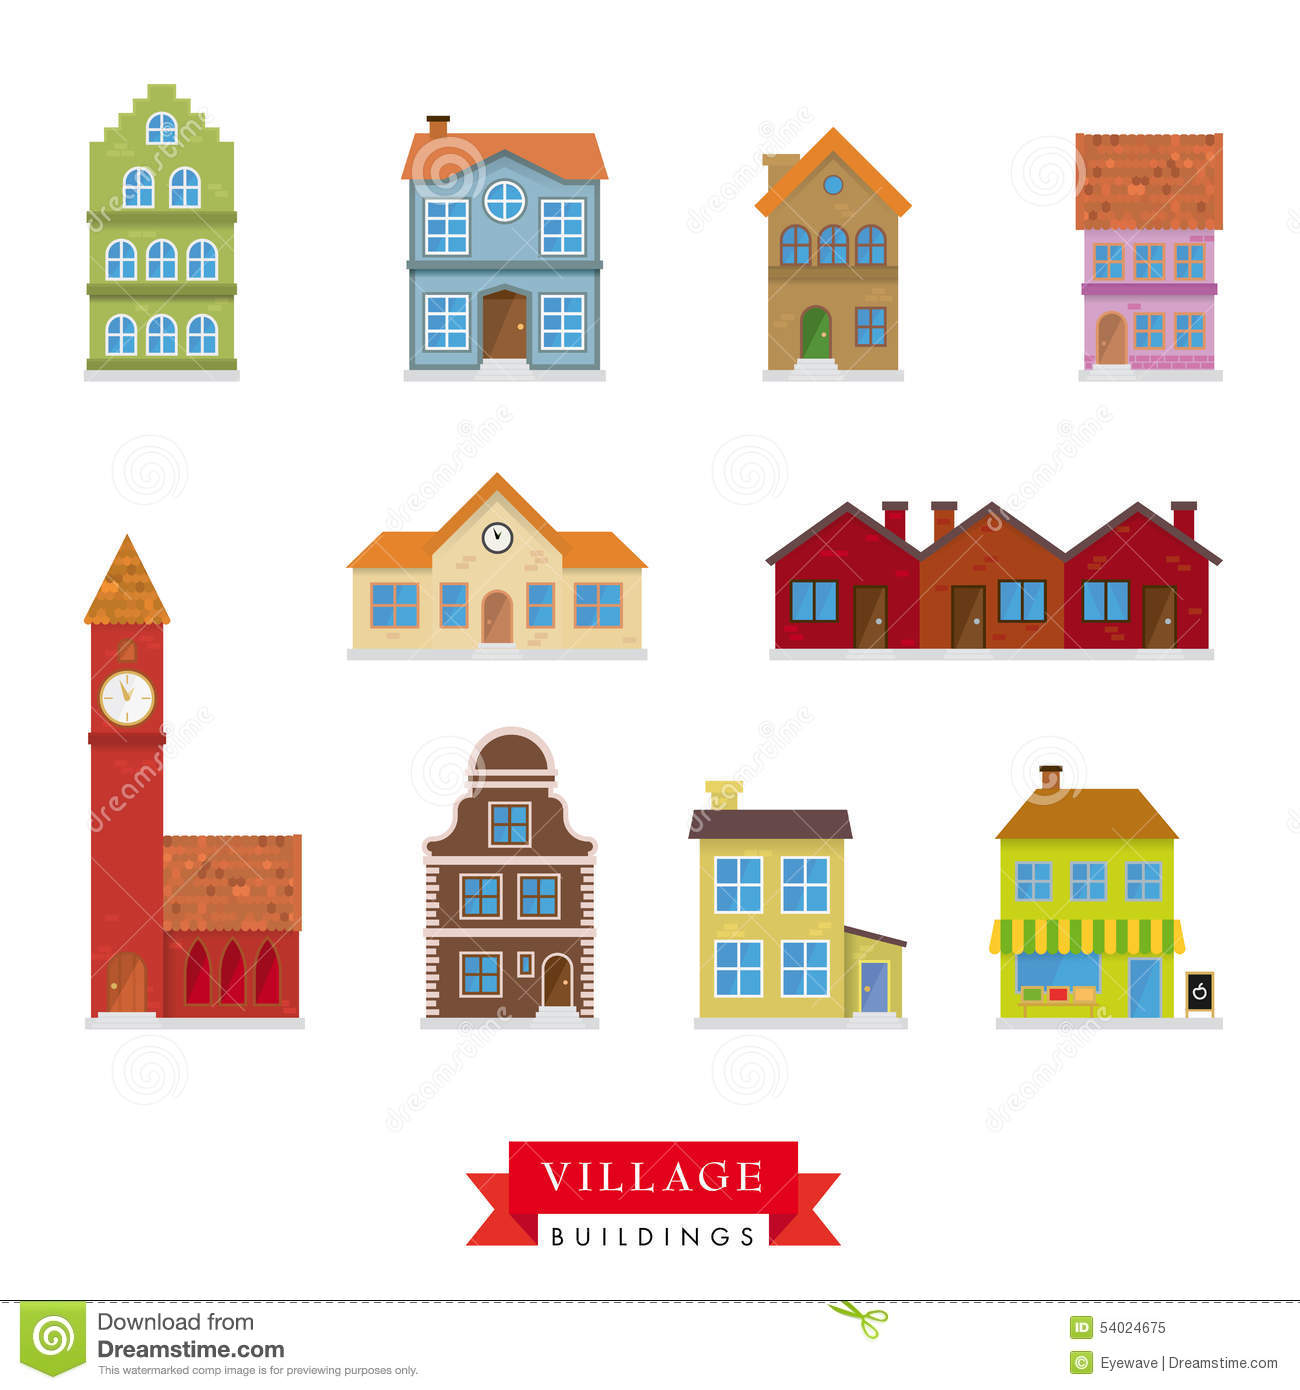 VILLAGE
BUILDINGS
Download from
Dreamstime.com
This watermarked comp image is for previewing purposes only.
ID 54024675
© Eyewave | Dreamstime.com
dreamstime